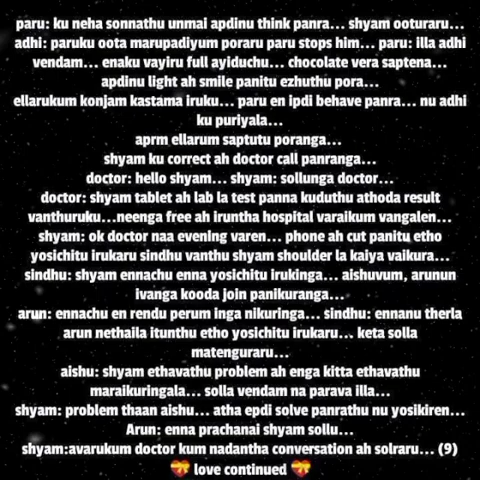 paru: ku neha sonnathu unmai apdinu think panra... shyam ooturaru...
adhi: paruku oota marupadiyum poraru paru stops him... paru: illa adhi
vendam... enaku vayiru full ayiduchu... chocolate vera saptena...
apdinu light ah smile panitu ezhuthu pora...
ellarukum konjam kastama iruku... paru en ipdi behave panra... nu adhi
ku puriyala...
aprm ellarum saptutu poranga...
shyam ku correct ah doctor call panranga...
doctor: hello shyam... shyam: sollunga doctor...
doctor: shyam tablet ah lab la test panna kuduthu athoda result
vanthuruku...neenga free ah iruntha hospital varaikum vangalen...
shyam: ok doctor naa evening varen... phone ah cut panitu etho
yosichitu irukaru sindhu vanthu shyam shoulder la kaiya vaikura...
sindhu: shyam ennachu enna yosichitu irukinga... aishuvum, arunun
ivanga kooda join panikuranga...
arun: ennachu en rendu perum inga nikuringa... sindhu: ennanu therla
arun nethaila itunthu etho yosichitu irukaru... keta solla
matenguraru...
aishu: shyam ethavathu problem ah enga kitta ethavathu
maraikuringala... solla vendam na parava illa...
shyam: problem thaan aishu... atha epdi solve panrathu nu yosikiren...
Arun: enna prachanai shyam sollu...
shyam:avarukum doctor kum nadantha conversation ah solraru... (9)
💝 love continued 💝